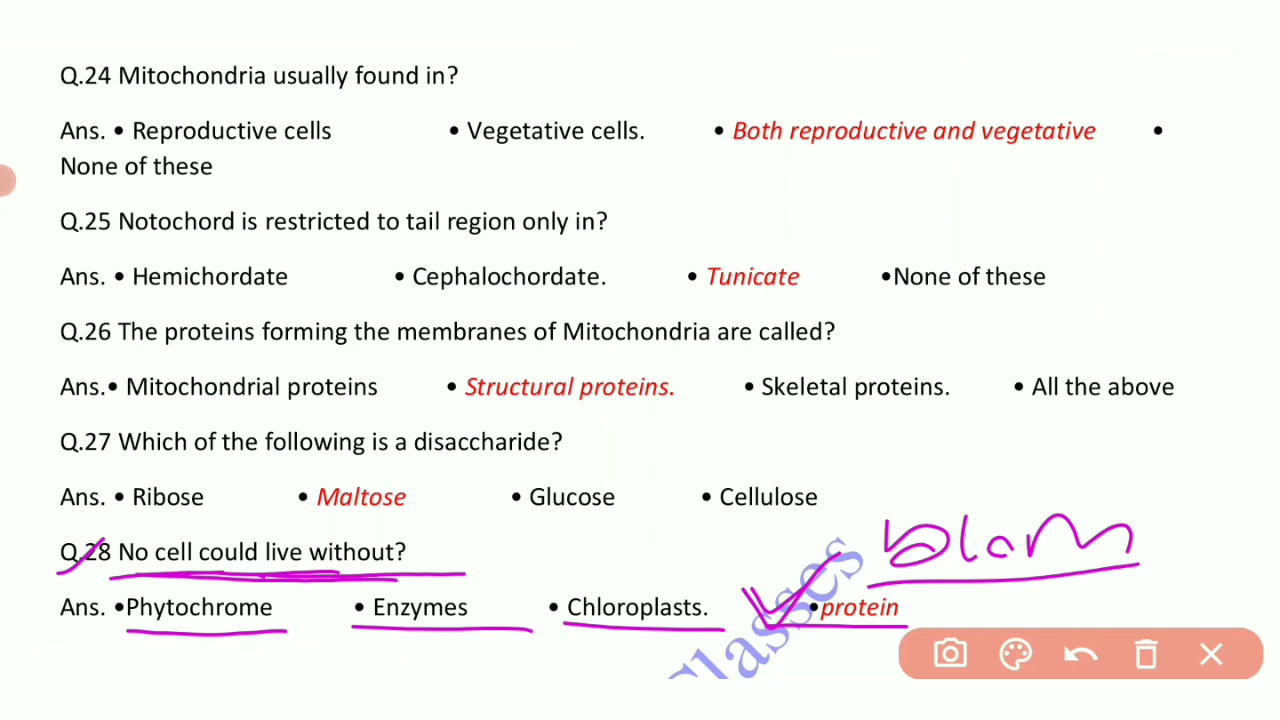 Q.24 Mitochondria usually found in?
Ans. • Reproductive cells • Vegetative cells. • Both reproductive and vegetative •
None of these
Q.25 Notochord is restricted to tail region only in?
Ans. • Hemichordate • Cephalochordate. • Tunicate •None of these
Q.26 The proteins forming the membranes of Mitochondria are called?
Ans.• Mitochondrial proteins • Structural proteins. • Skeletal proteins. • All the above
Q.27 Which of the following is a disaccharide?
Ans. • Ribose • Maltose • Glucose • Cellulose
Q.28 No cell could live without?
Ans. •Phytochrome • Enzymes • Chloroplasts. •protein
Classes